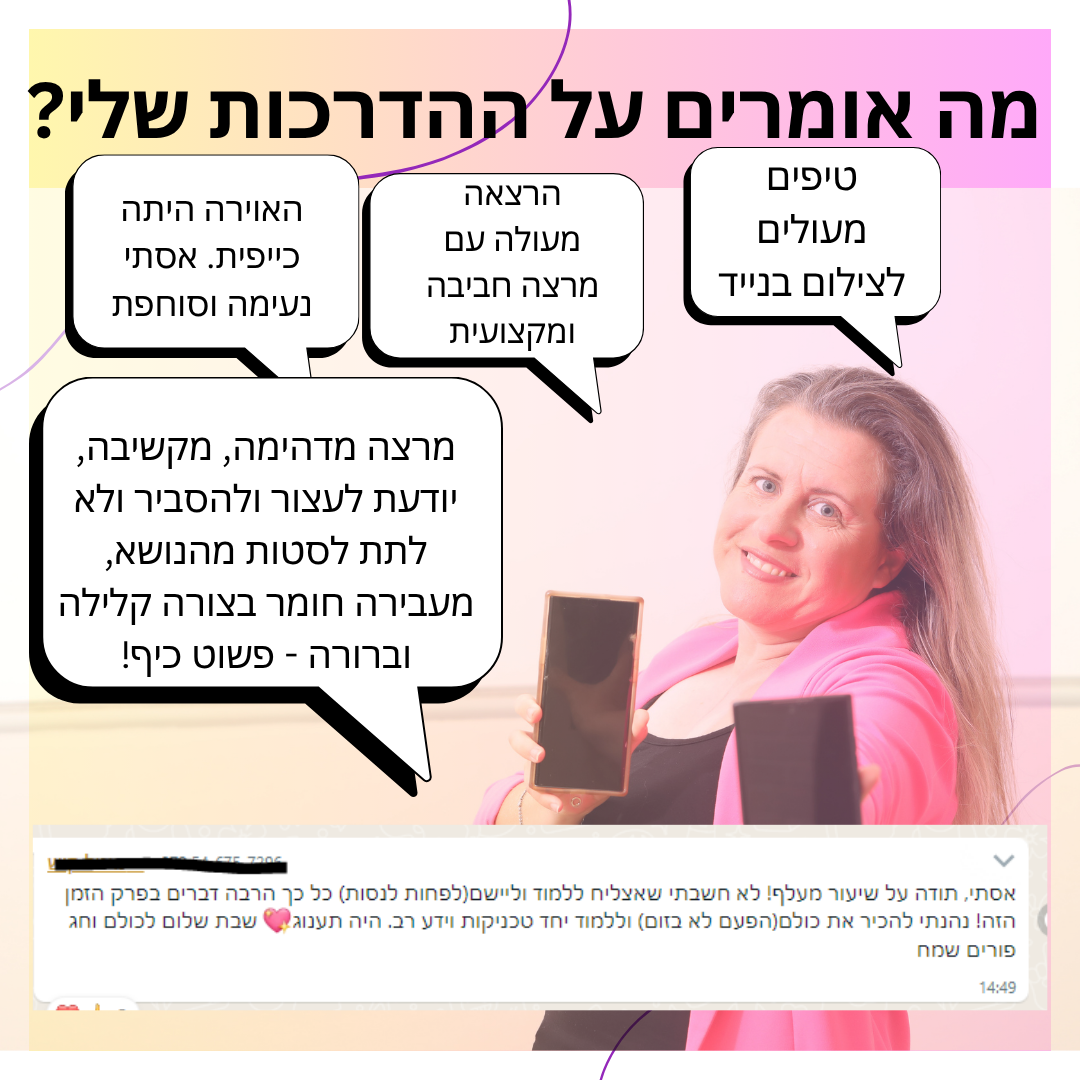 מה אומרים על ההדרכות שלי?
טיפים
מעולים
לצילום בנייד
הרצאה
מעולה עם
מרצה חביבה
ומקצועית
האוירה היתה
כייפית. אסתי
נעימה וסוחפת
מרצה מדהימה, מקשיבה,
יודעת לעצור ולהסביר ולא
לתת לסטות מהנושא,
מעבירה חומר בצורה קלילה
וברורה - פשוט כיף!
אסתי, תודה על שיעור מעלף! לא חשבתי שאצליח ללמוד וליישם(לפחות לנסות) כל כך הרבה דברים בפרק הזמן
הזה! נהנתי להכיר את כולם(הפעם לא בזום) וללמוד יחד טכניקות וידע רב. היה תענוג💖 שבת שלום לכולם וחג
פורים שמח
14:49